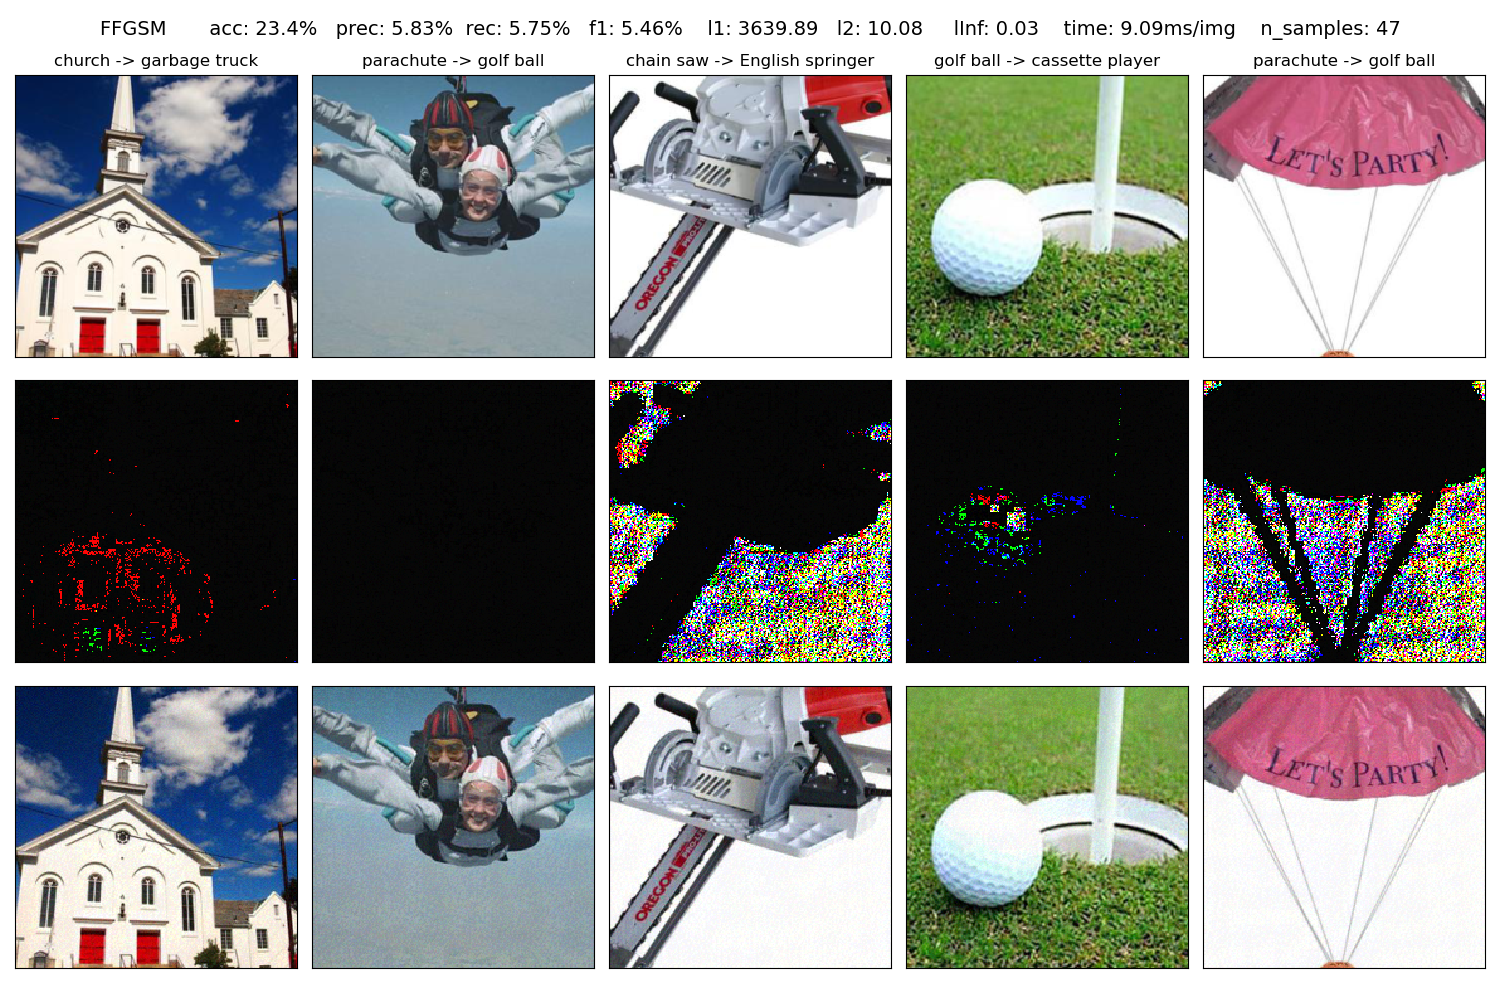 FFGSM acc: 23.4% prec: 5.83% rec: 5.75% f1: 5.46% l1: 3639.89 l2: 10.08 lInf: 0.03 time: 9.09ms/img n_samples: 47
church -> garbage truck
parachute -> golf ball
chain saw -> English springer
golf ball -> cassette player
parachute -> golf ball
OREGON
LET'S PARTY!
OREGON
LET'S PARTY!